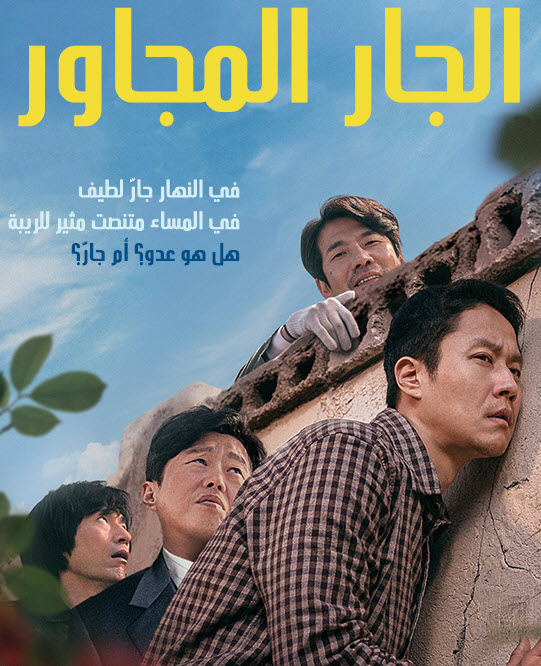 الجار المجاور
في النهار جارٌ لطيف
في المساء متنصت مثير للريبة
هل هو عدو؟ أم جارٌ؟